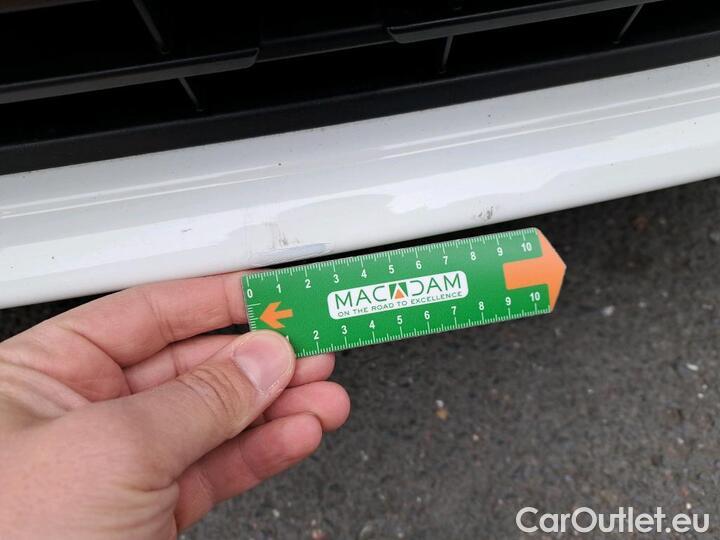 0 1 2 3 4 5 6 7 8 9 10
MACADAM
ON THE ROAD TO EXCELLENCE
1 2 3 4 5 6 7 8 9 10
CarOutlet.eu